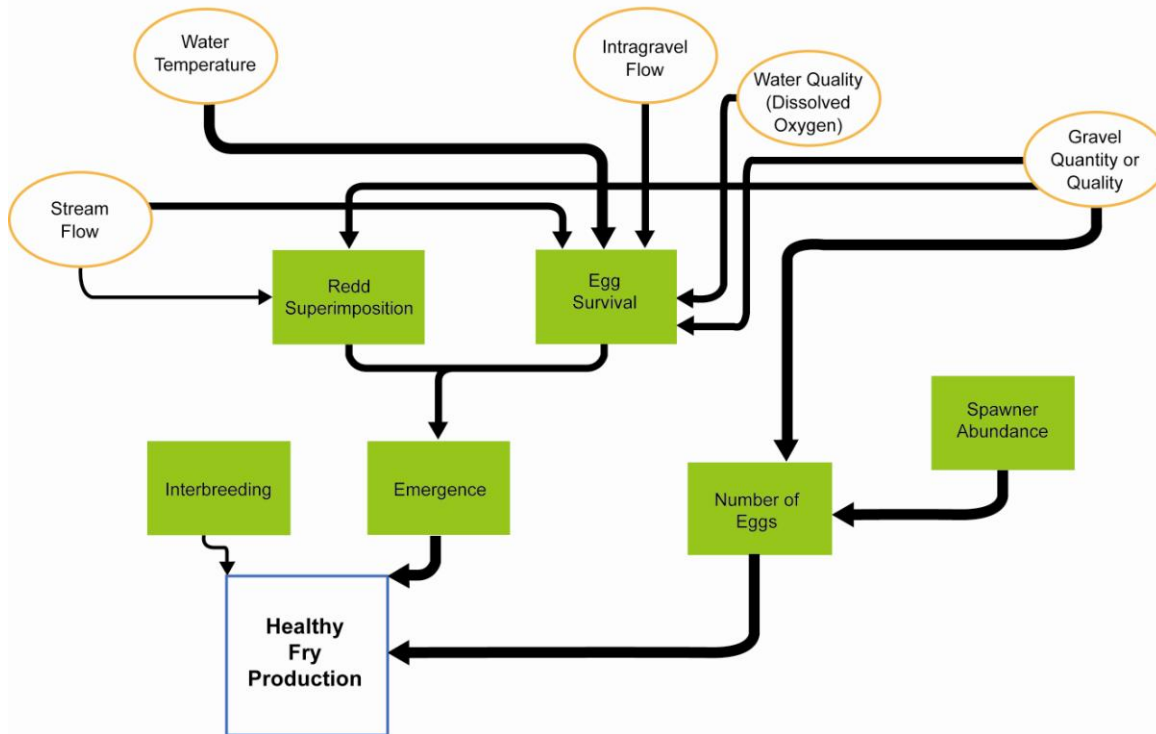 Water
Temperature
Intragravel
Flow
Water Quality
(Dissolved
Oxygen)
Gravel
Quantity or
Quality
Stream
Flow
Redd
Superimposition
Egg
Survival
Spawner
Abundance
Interbreeding
Emergence
Number of
Eggs
Healthy
Fry
Production